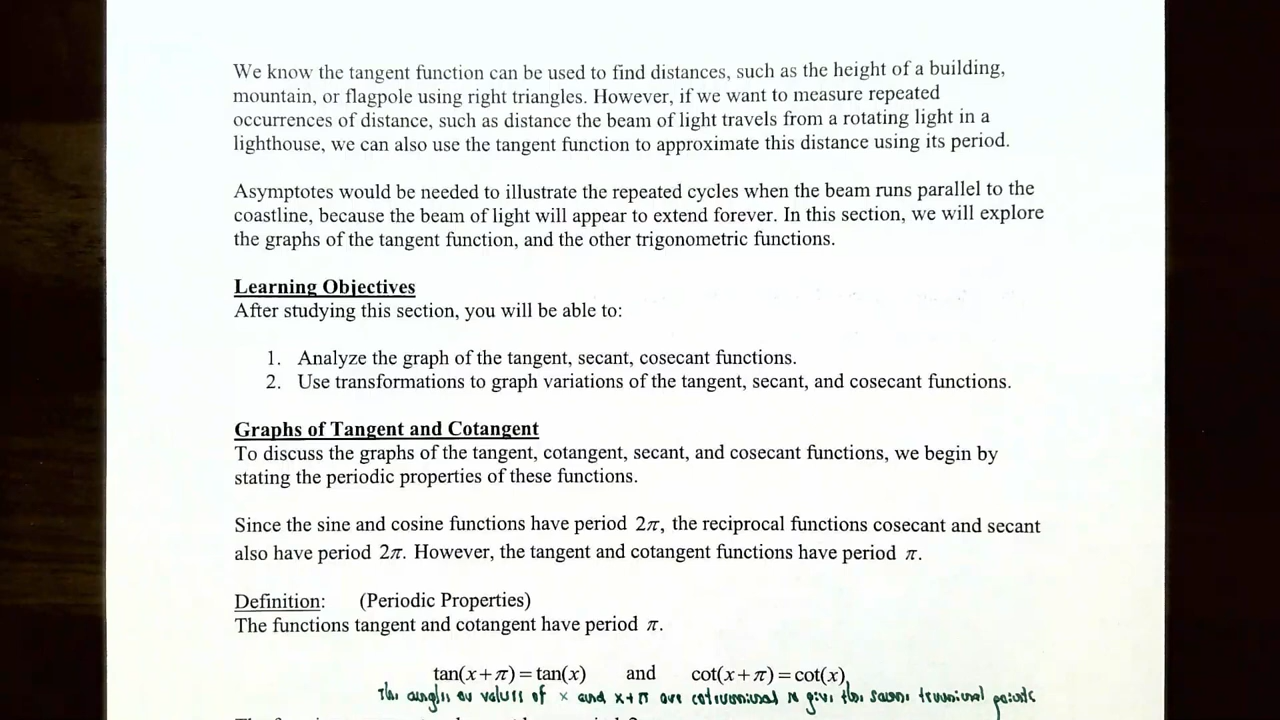 We know the tangent function can be used to find distances, such as the height of a building,
mountain, or flagpole using right triangles. However, if we want to measure repeated
occurrences of distance, such as distance the beam of light travels from a rotating light in a
lighthouse, we can also use the tangent function to approximate this distance using its period.
Asymptotes would be needed to illustrate the repeated cycles when the beam runs parallel to the
coastline, because the beam of light will appear to extend forever. In this section, we will explore
the graphs of the tangent function, and the other trigonometric functions.
Learning Objectives
After studying this section, you will be able to:
1. Analyze the graph of the tangent, secant, cosecant functions.
2. Use transformations to graph variations of the tangent, secant, and cosecant functions.
Graphs of Tangent and Cotangent
To discuss the graphs of the tangent, cotangent, secant, and cosecant functions, we begin by
stating the periodic properties of these functions.
Since the sine and cosine functions have period 2π, the reciprocal functions cosecant and secant
also have period 2π. However, the tangent and cotangent functions have period π.
Definition: (Periodic Properties)
The functions tangent and cotangent have period π.
tan(x+π)=tan(x) and cot(x+π)=cot(x)
The angles values of x and x+π are give the same terminal points